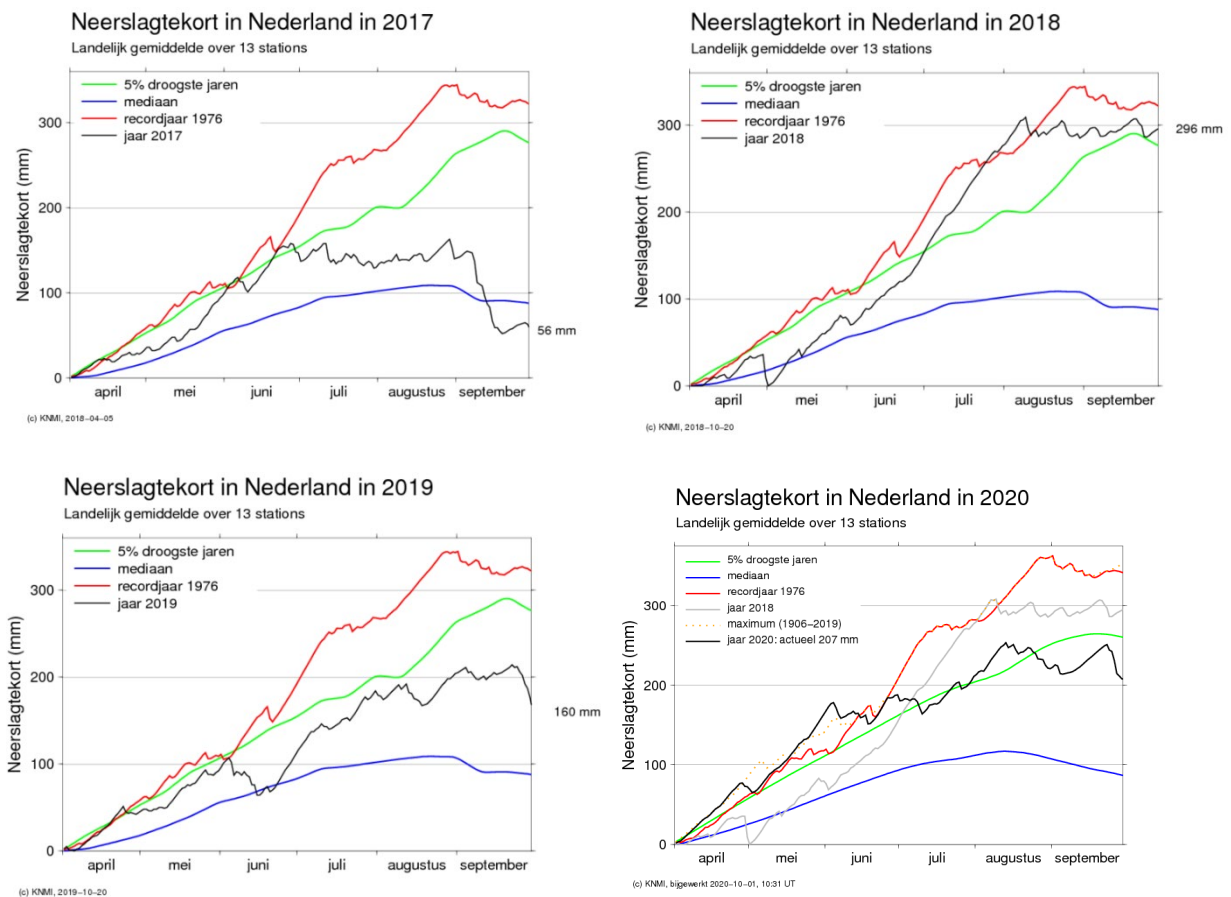 Neerslagtekort in Nederland in 2017
Landelijk gemiddelde over 13 stations
5% droogste jaren
mediaan
recordjaar 1976
jaar 2017
Neerslagtekort (mm)
300
200
100
0
april mei juni juli augustus september
56 mm
(c) KNMI, 2018-04-05
Neerslagtekort in Nederland in 2018
Landelijk gemiddelde over 13 stations
5% droogste jaren
mediaan
recordjaar 1976
jaar 2018
Neerslagtekort (mm)
300
200
100
0
april mei juni juli augustus september
296 mm
(c) KNMI, 2018-10-20
Neerslagtekort in Nederland in 2019
Landelijk gemiddelde over 13 stations
5% droogste jaren
mediaan
recordjaar 1976
jaar 2019
Neerslagtekort (mm)
300
200
100
0
april mei juni juli augustus september
160 mm
(c) KNMI, 2019-10-20
Neerslagtekort in Nederland in 2020
Landelijk gemiddelde over 13 stations
5% droogste jaren
mediaan
recordjaar 1976
jaar 2018
maximum (1906-2019)
jaar 2020: actueel 207 mm
Neerslagtekort (mm)
300
200
100
0
april mei juni juli augustus september
(c) KNMI, bijgewerkt 2020-10-01, 10:31 UT